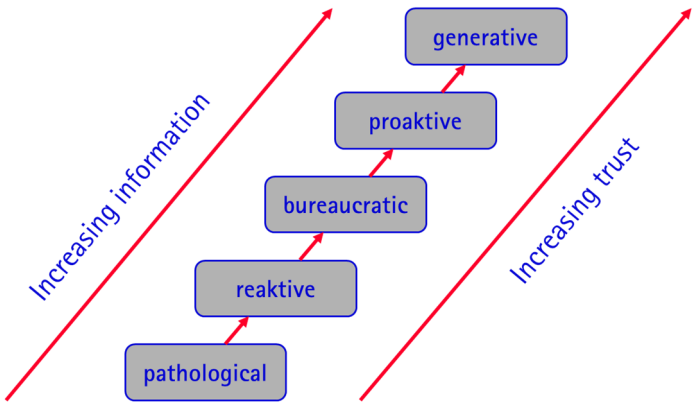 generative
Increasing information
proaktive
Increasing trust
bureaucratic
reaktive
pathological